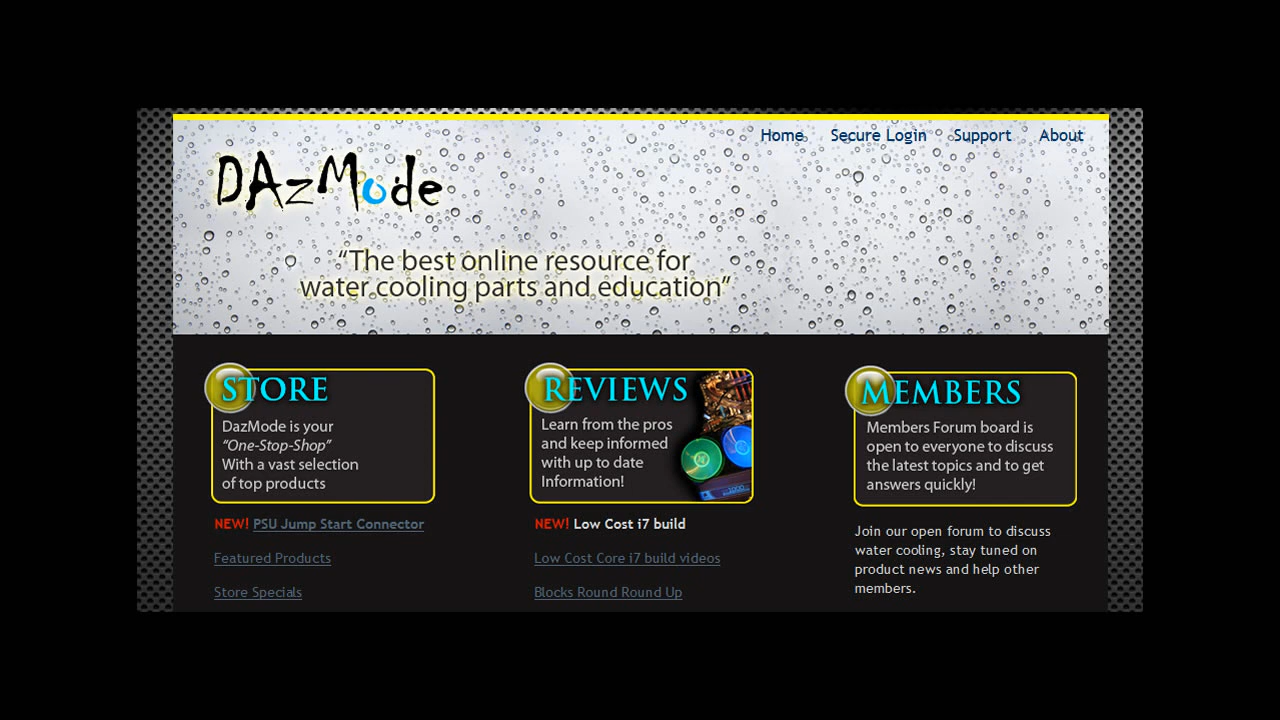 Home Secure Login Support About
DAzMode
“The best online resource for
water cooling parts and education”
STORE
DazMode is your
“One-Stop-Shop”
With a vast selection
of top products
NEW! PSU Jump Start Connector
Featured Products
Store Specials
REVIEWS
Learn from the pros
and keep informed
with up to date
Information!
NEW! Low Cost i7 build
Low Cost Core i7 build videos
Blocks Round Round Up
MEMBERS
Members Forum board is
open to everyone to discuss
the latest topics and to get
answers quickly!
Join our open forum to discuss
water cooling, stay tuned on
product news and help other
members.